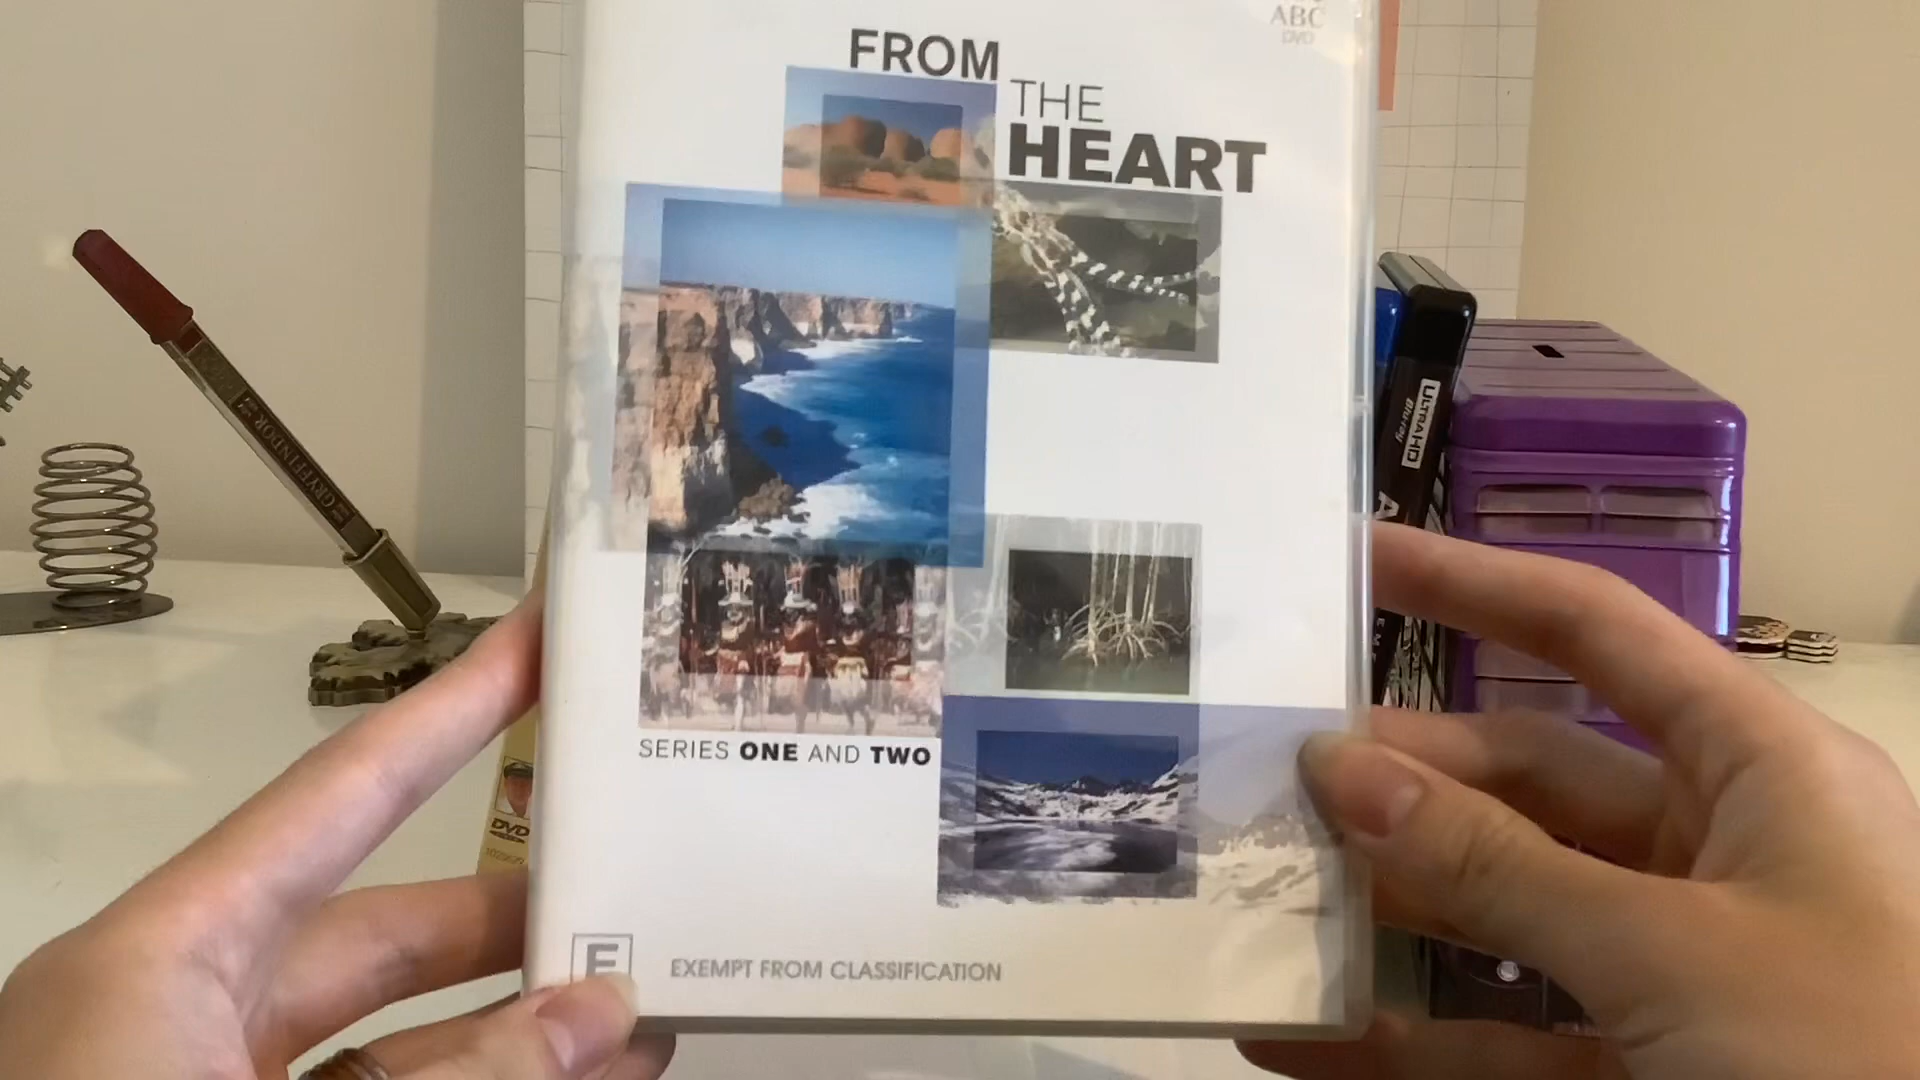 ABC
DVD
FROM
THE
HEART
GRYFFINDOR
ULTRA HD
Blu-ray
SERIES ONE AND TWO
DVD
E
EXEMPT FROM CLASSIFICATION